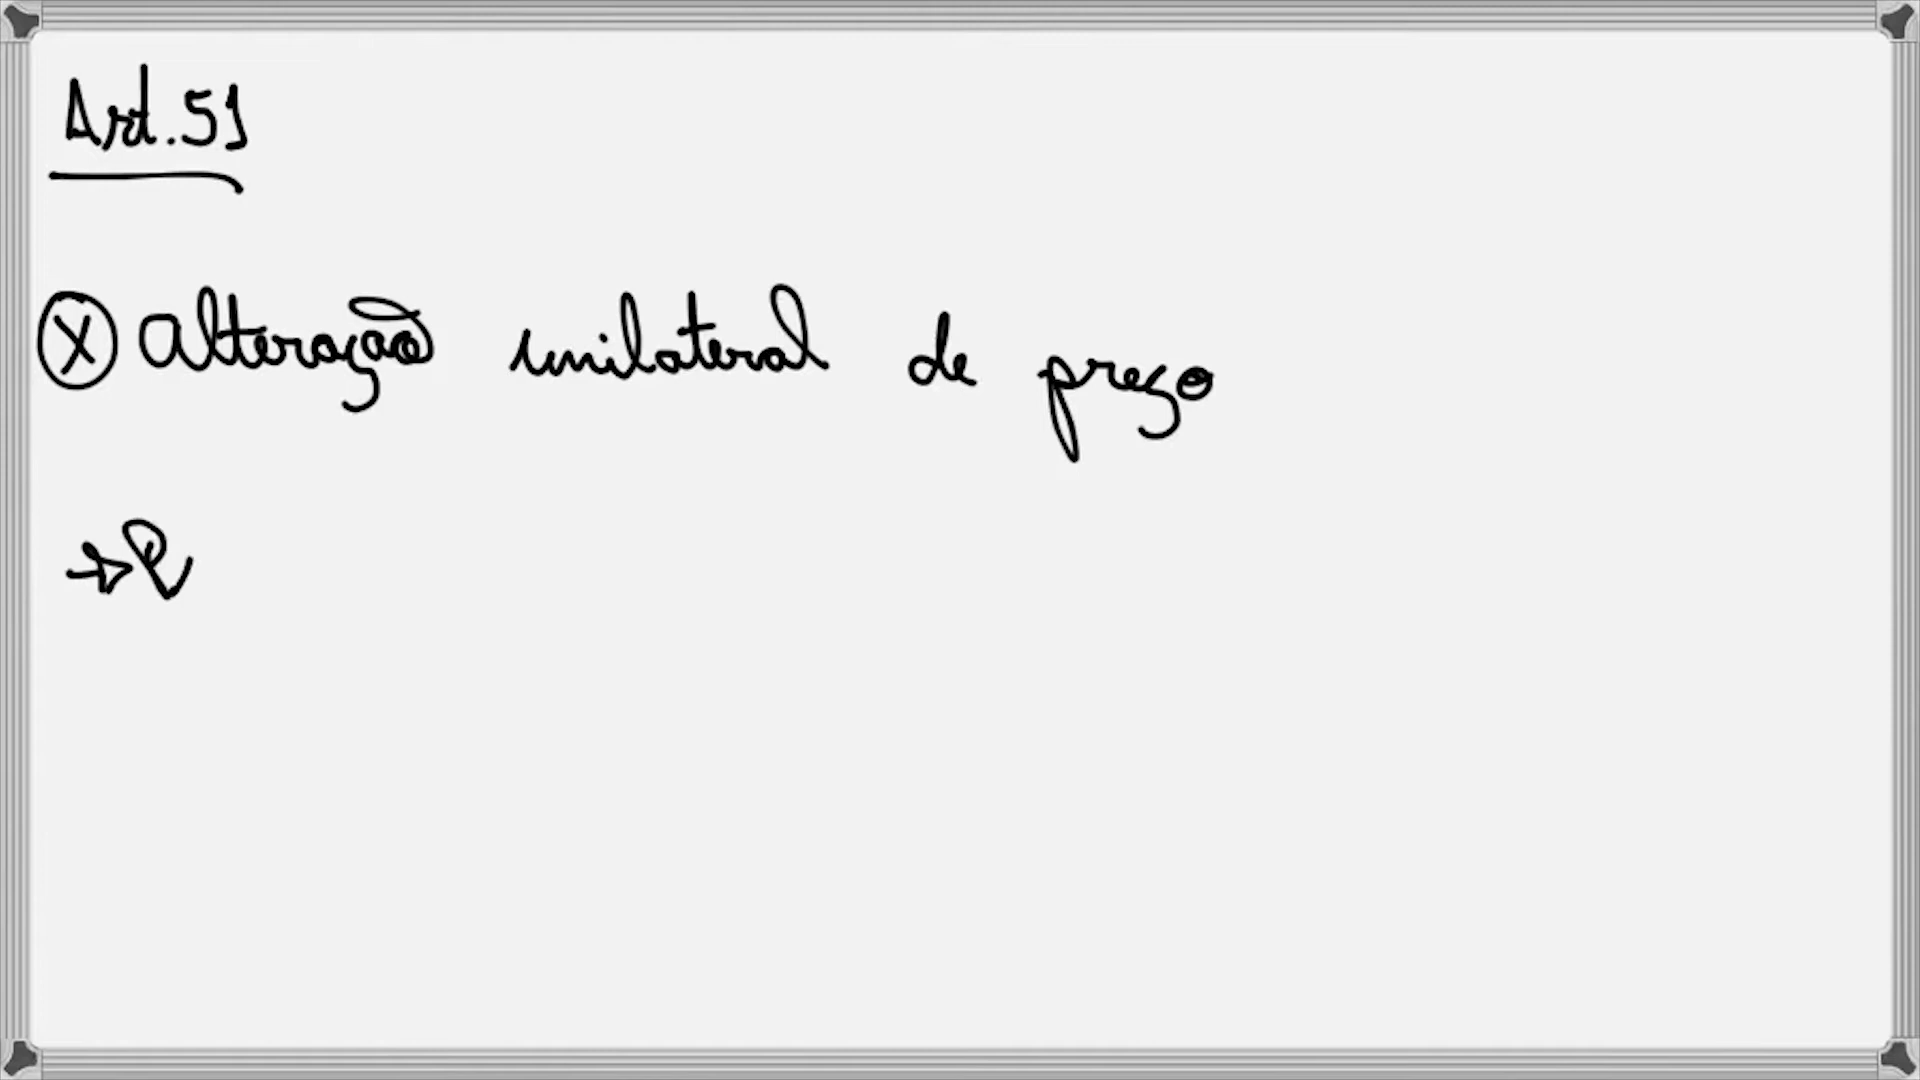 Art. 51
X Alteração unilateral de preço
→